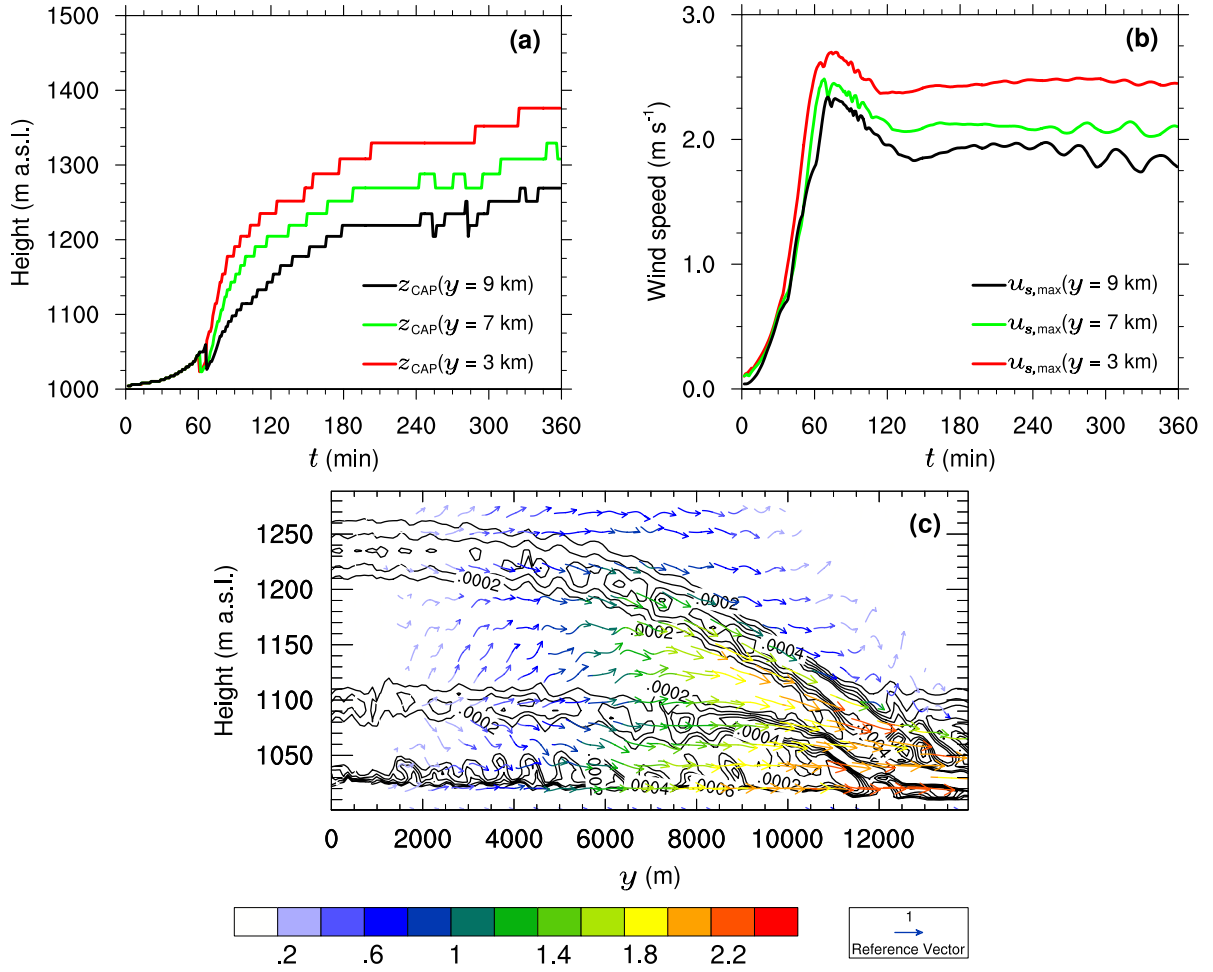 (a)
1500
1400
1300
1200
1100
1000
Height (m a.s.l.)
z_CAP(y = 9 km)
z_CAP(y = 7 km)
z_CAP(y = 3 km)
0 60 120 180 240 300 360
t (min)
(b)
3.0
2.0
1.0
0.0
Wind speed (m s⁻¹)
u_s,max(y = 9 km)
u_s,max(y = 7 km)
u_s,max(y = 3 km)
0 60 120 180 240 300 360
t (min)
(c)
1250
1200
1150
1100
1050
Height (m a.s.l.)
.0002
.0002
.0002
.0004
.0002
.0002
.0004
.0004
.0004
.0006
.0002
0 2000 4000 6000 8000 10000 12000
y (m)
.2 .6 1 1.4 1.8 2.2
1
Reference Vector